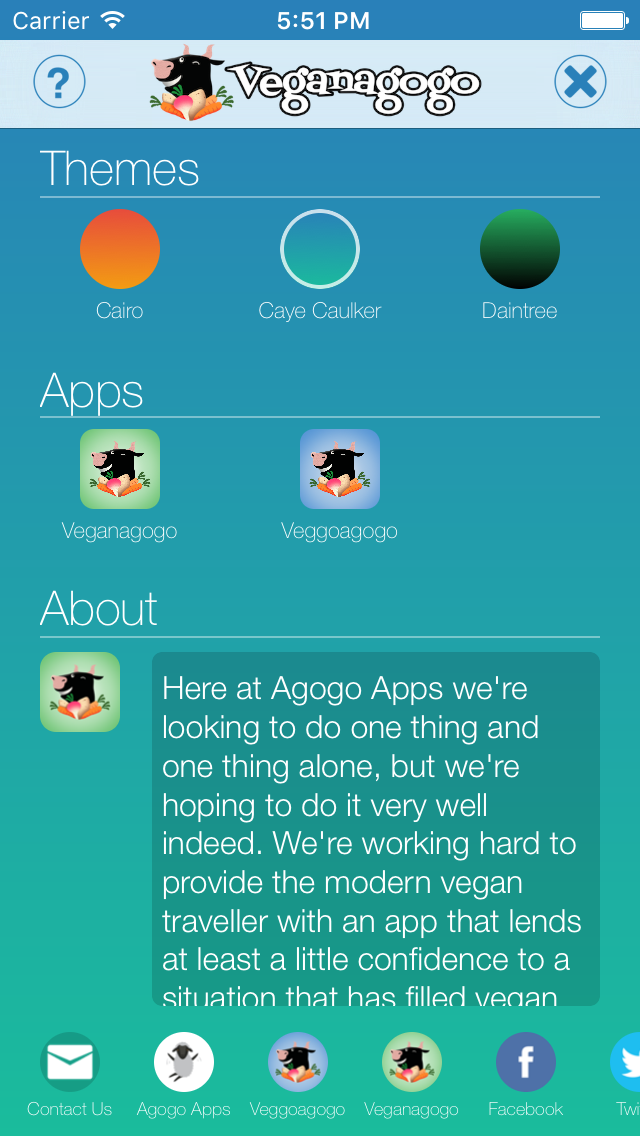 Carrier 5:51 PM
? Veganagogo
Themes
Cairo Caye Caulker Daintree
Apps
Veganagogo Veggoagogo
About
Here at Agogo Apps we're
looking to do one thing and
one thing alone, but we're
hoping to do it very well
indeed. We're working hard to
provide the modern vegan
traveller with an app that lends
at least a little confidence to a
situation that has filled vegan
f
Contact Us Agogo Apps Veggoagogo Veganagogo Facebook Twi